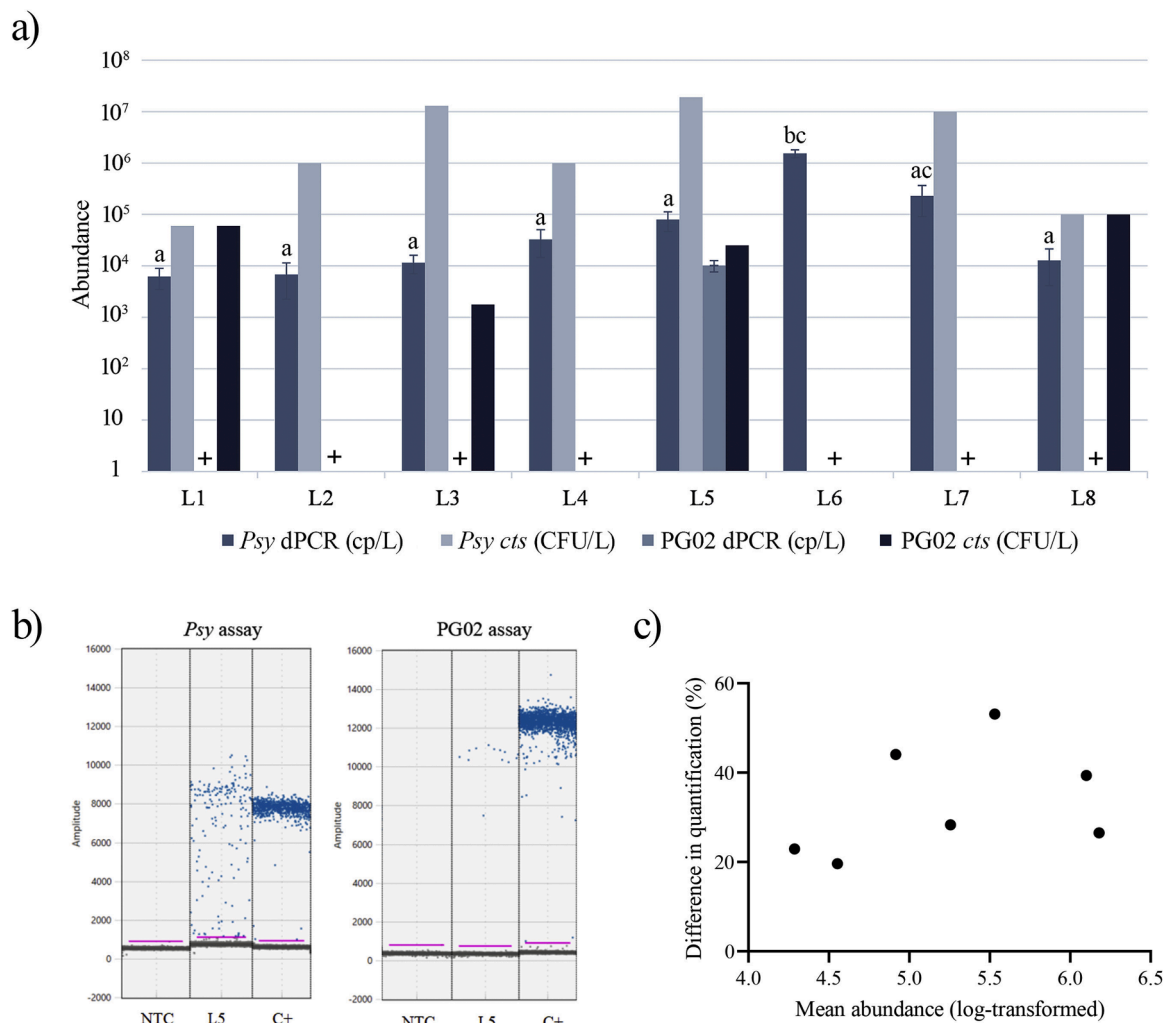 a)
10⁸
10⁷
10⁶
10⁵
10⁴
10³
10²
10
1
Abundance
a
a
a
a
a
bc
ac
a
+
+
+
+
+
+
+
L1
L2
L3
L4
L5
L6
L7
L8
Psy dPCR (cp/L)
Psy cts (CFU/L)
PG02 dPCR (cp/L)
PG02 cts (CFU/L)
b)
Psy assay
16000
14000
12000
10000
8000
6000
4000
2000
0
-2000
Amplitude
NTC
L5
C+
PG02 assay
16000
14000
12000
10000
8000
6000
4000
2000
0
-2000
Amplitude
NTC
L5
C+
c)
60
40
20
0
Difference in quantification (%)
4.0
4.5
5.0
5.5
6.0
6.5
Mean abundance (log-transformed)